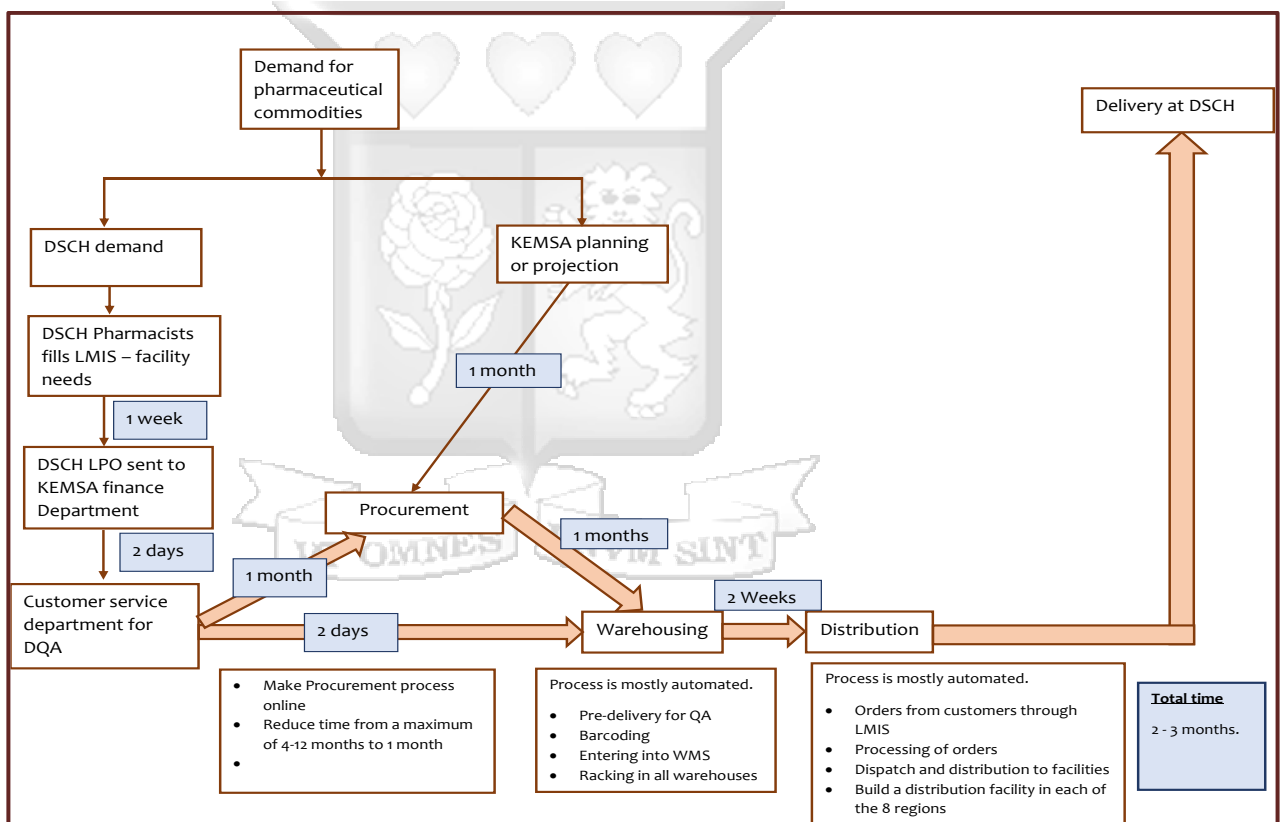 Demand for
pharmaceutical
commodities
Delivery at DSCH
DSCH demand
KEMSA planning
or projection
DSCH Pharmacists
fills LMIS – facility
needs
1 month
1 week
DSCH LPO sent to
KEMSA finance
Department
Procurement
2 days
1 months
1 month
VT OMNES VNVM SINT
Customer service
department for
DQA
2 days
Warehousing
2 Weeks
Distribution
• Make Procurement process
online
• Reduce time from a maximum
of 4-12 months to 1 month
•
Process is mostly automated.
• Pre-delivery for QA
• Barcoding
• Entering into WMS
• Racking in all warehouses
Process is mostly automated.
• Orders from customers through
LMIS
• Processing of orders
• Dispatch and distribution to facilities
• Build a distribution facility in each of
the 8 regions
Total time
2 - 3 months.